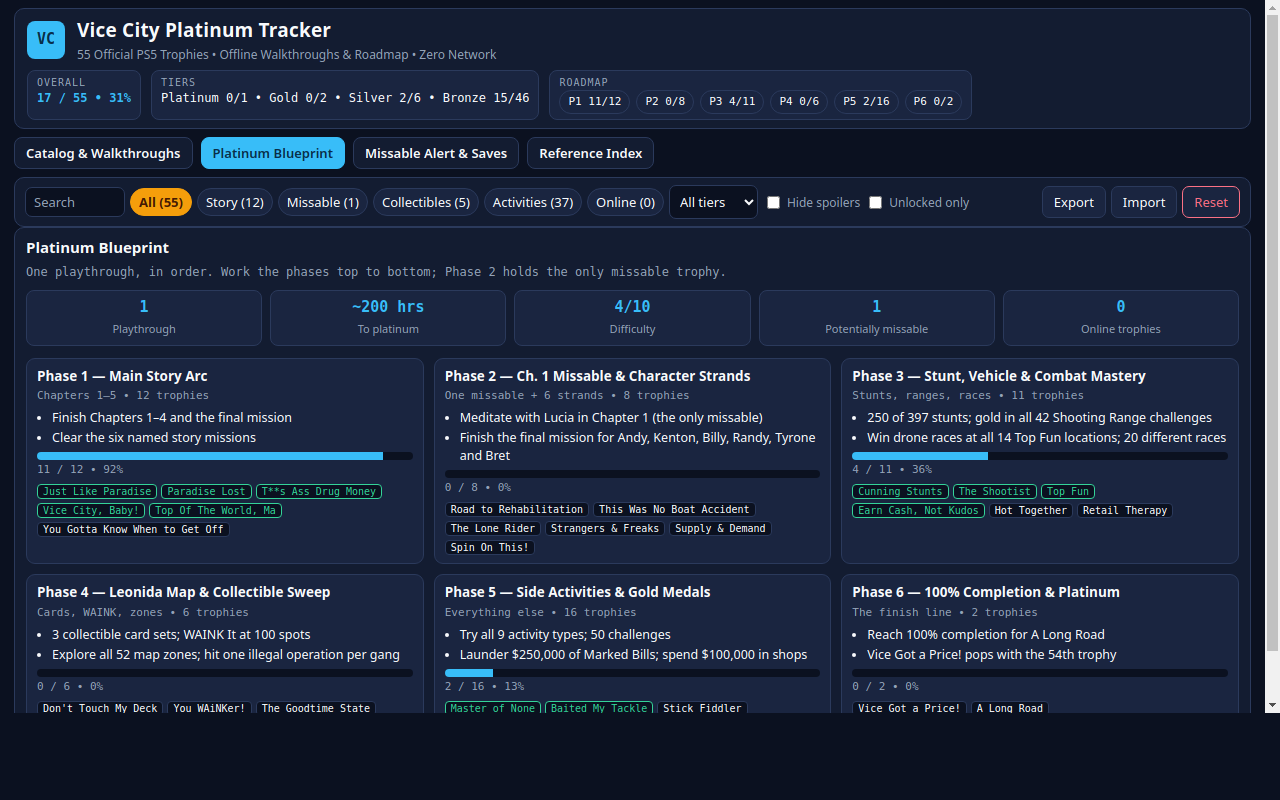 VC
Vice City Platinum Tracker
55 Official PS5 Trophies • Offline Walkthroughs & Roadmap • Zero Network
OVERALL
17 / 55 • 31%
TIERS
Platinum 0/1 • Gold 0/2 • Silver 2/6 • Bronze 15/46
ROADMAP
P1 11/12 P2 0/8 P3 4/11 P4 0/6 P5 2/16 P6 0/2
Catalog & Walkthroughs Platinum Blueprint Missable Alert & Saves Reference Index
Search All (55) Story (12) Missable (1) Collectibles (5) Activities (37) Online (0) All tiers Hide spoilers Unlocked only Export Import Reset
Platinum Blueprint
One playthrough, in order. Work the phases top to bottom; Phase 2 holds the only missable trophy.
1
Playthrough
~200 hrs
To platinum
4/10
Difficulty
1
Potentially missable
0
Online trophies
Phase 1 — Main Story Arc
Chapters 1–5 • 12 trophies
• Finish Chapters 1–4 and the final mission
• Clear the six named story missions
11 / 12 • 92%
Just Like Paradise Paradise Lost T**s Ass Drug Money
Vice City, Baby! Top Of The World, Ma
You Gotta Know When to Get Off
Phase 2 — Ch. 1 Missable & Character Strands
One missable + 6 strands • 8 trophies
• Meditate with Lucia in Chapter 1 (the only missable)
• Finish the final mission for Andy, Kenton, Billy, Randy, Tyrone
and Bret
0 / 8 • 0%
Road to Rehabilitation This Was No Boat Accident
The Lone Rider Strangers & Freaks Supply & Demand
Spin On This!
Phase 3 — Stunt, Vehicle & Combat Mastery
Stunts, ranges, races • 11 trophies
• 250 of 397 stunts; gold in all 42 Shooting Range challenges
• Win drone races at all 14 Top Fun locations; 20 different races
4 / 11 • 36%
Cunning Stunts The Shootist Top Fun
Earn Cash, Not Kudos Hot Together Retail Therapy
Phase 4 — Leonida Map & Collectible Sweep
Cards, WAINK, zones • 6 trophies
• 3 collectible card sets; WAINK It at 100 spots
• Explore all 52 map zones; hit one illegal operation per gang
0 / 6 • 0%
Don't Touch My Deck You WAiNKer! The Goodtime State
Phase 5 — Side Activities & Gold Medals
Everything else • 16 trophies
• Try all 9 activity types; 50 challenges
• Launder $250,000 of Marked Bills; spend $100,000 in shops
2 / 16 • 13%
Master of None Baited My Tackle Stick Fiddler
Phase 6 — 100% Completion & Platinum
The finish line • 2 trophies
• Reach 100% completion for A Long Road
• Vice Got a Price! pops with the 54th trophy
0 / 2 • 0%
Vice Got a Price! A Long Road